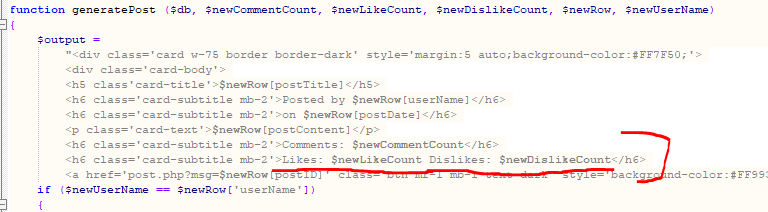 function generatePost ($db, $newCommentCount, $newLikeCount, $newDislikeCount, $newRow, $newUserName)
{
$output =
"<div class='card w-75 border border-dark' style='margin:5 auto;background-color:#FF7F50;'>
<div class='card-body'>
<h5 class'card-title'>$newRow[postTitle]</h5>
<h6 class='card-subtitle mb-2'>Posted by $newRow[userName]</h6>
<h6 class='card-subtitle mb-2'>on $newRow[postDate]</h6>
<p class='card-text'>$newRow[postContent]</p>
<h6 class='card-subtitle mb-2'>Comments: $newCommentCount</h6>
<h6 class='card-subtitle mb-2'>Likes: $newLikeCount Dislikes: $newDislikeCount</h6>
<a href='post.php?msg=$newRow[postID]' class='btn ml-1 mb-1 text-dark' style='background-color:#FF993
if ($newUserName == $newRow['userName'])
{